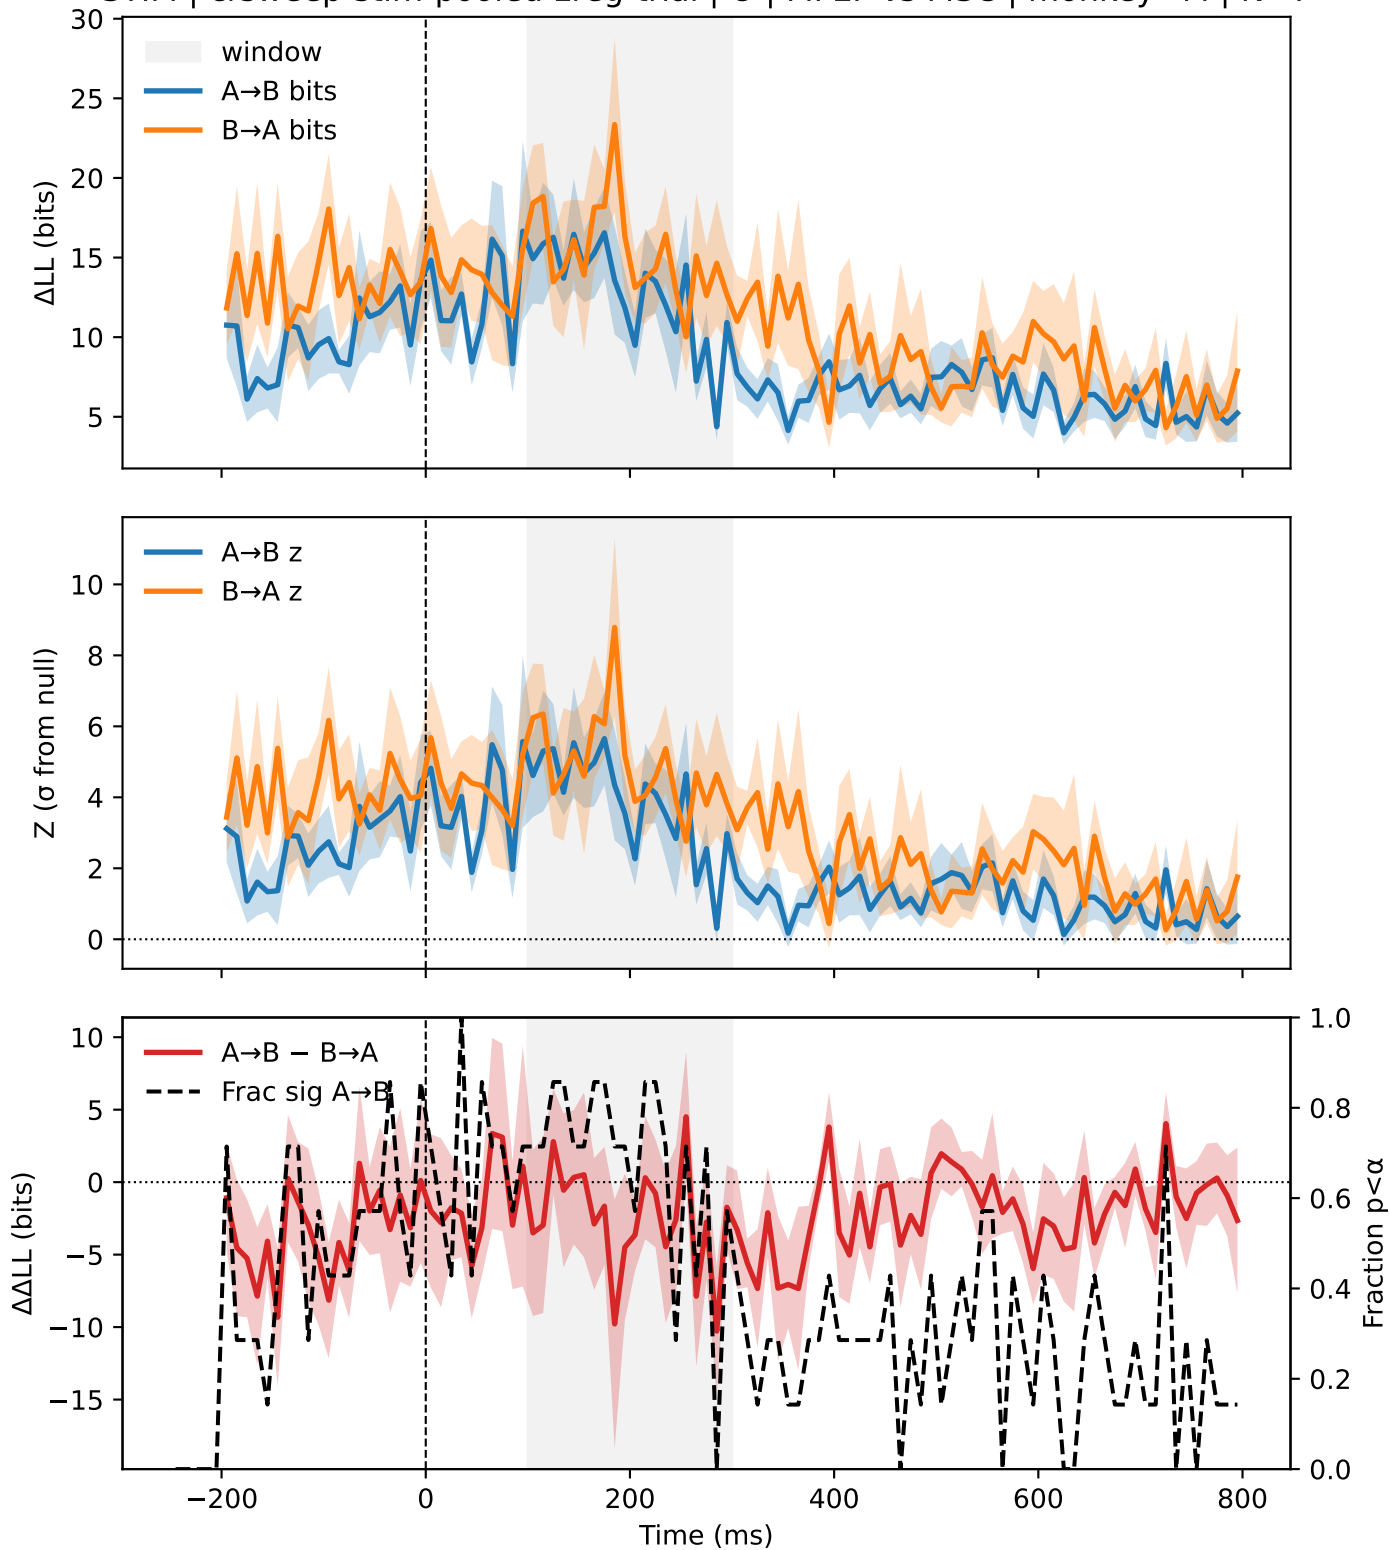 window
A→B bits
B→A bits
30
25
20
15
10
5
ΔLL (bits)
A→B z
B→A z
10
8
6
4
2
0
Z (σ from null)
A→B − B→A
Frac sig A→B
10
5
0
−5
−10
−15
ΔΔLL (bits)
1.0
0.8
0.6
0.4
0.2
0.0
Fraction p<α
−200 0 200 400 600 800
Time (ms)